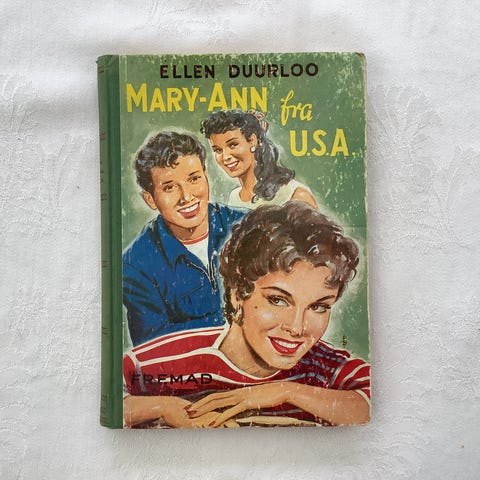 ELLEN DUURLOO
MARY-ANN fra
U.S.A
FREMAD